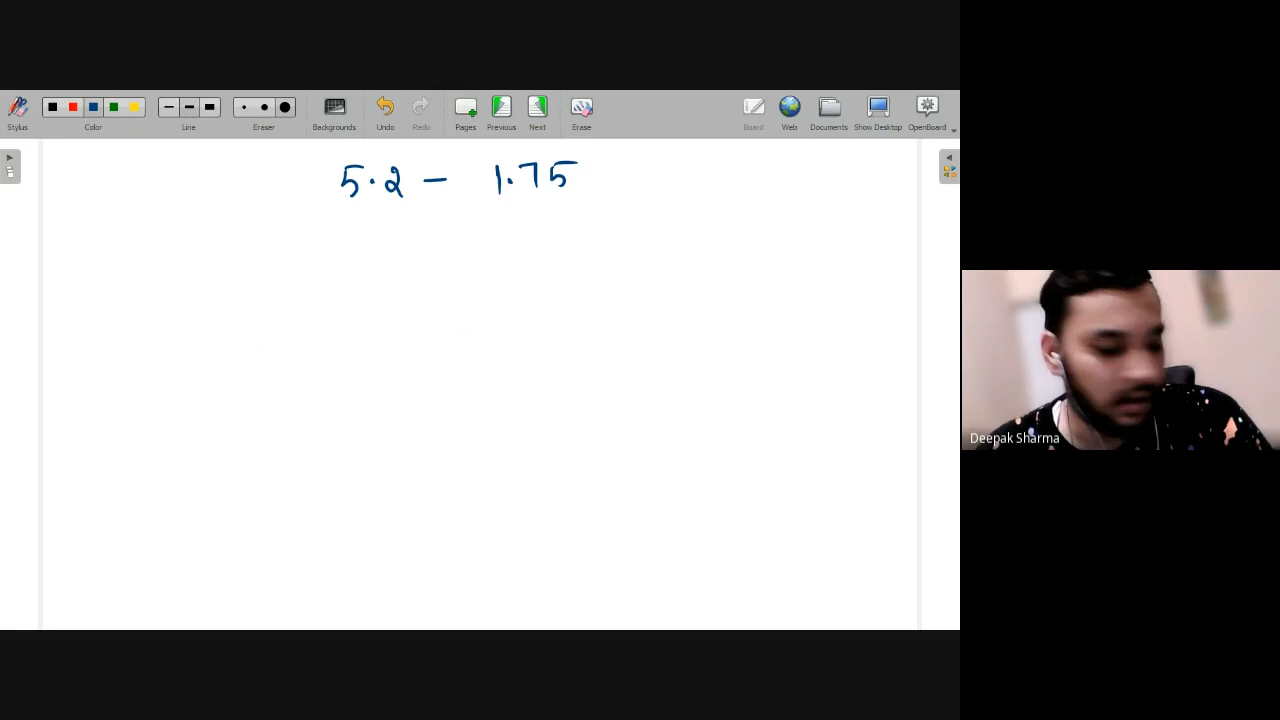 Stylus Color Line Eraser Backgrounds Undo Redo Pages Previous Next Erase Board Web Documents Show Desktop OpenBoard
5.2 - 1.75
Deepak Sharma